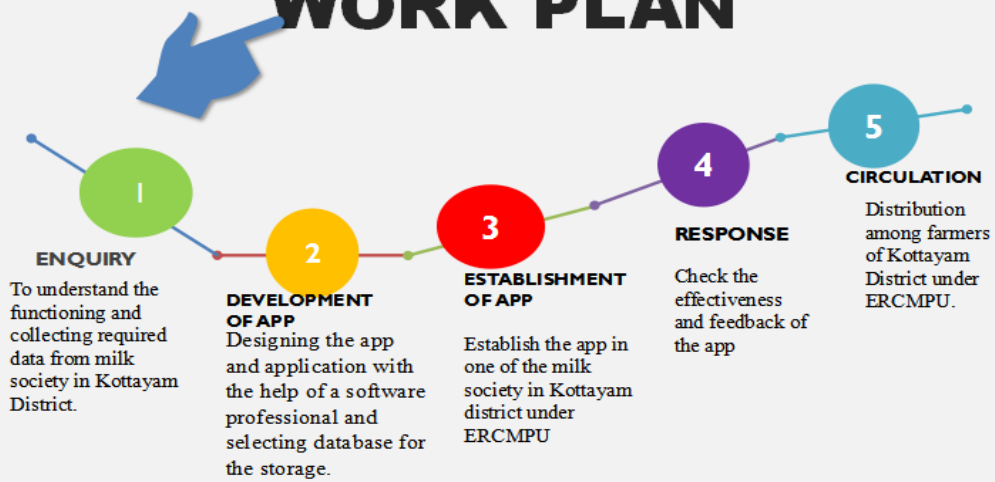 WORK PLAN
1
ENQUIRY
To understand the
functioning and
collecting required
data from milk
society in Kottayam
District.
2
DEVELOPMENT
OF APP
Designing the app
and application with
the help of a software
professional and
selecting database for
the storage.
3
ESTABLISHMENT
OF APP
Establish the app in
one of the milk
society in Kottayam
district under
ERCMPU
4
RESPONSE
Check the
effectiveness
and feedback of
the app
5
CIRCULATION
Distribution
among farmers
of Kottayam
District under
ERCMPU.